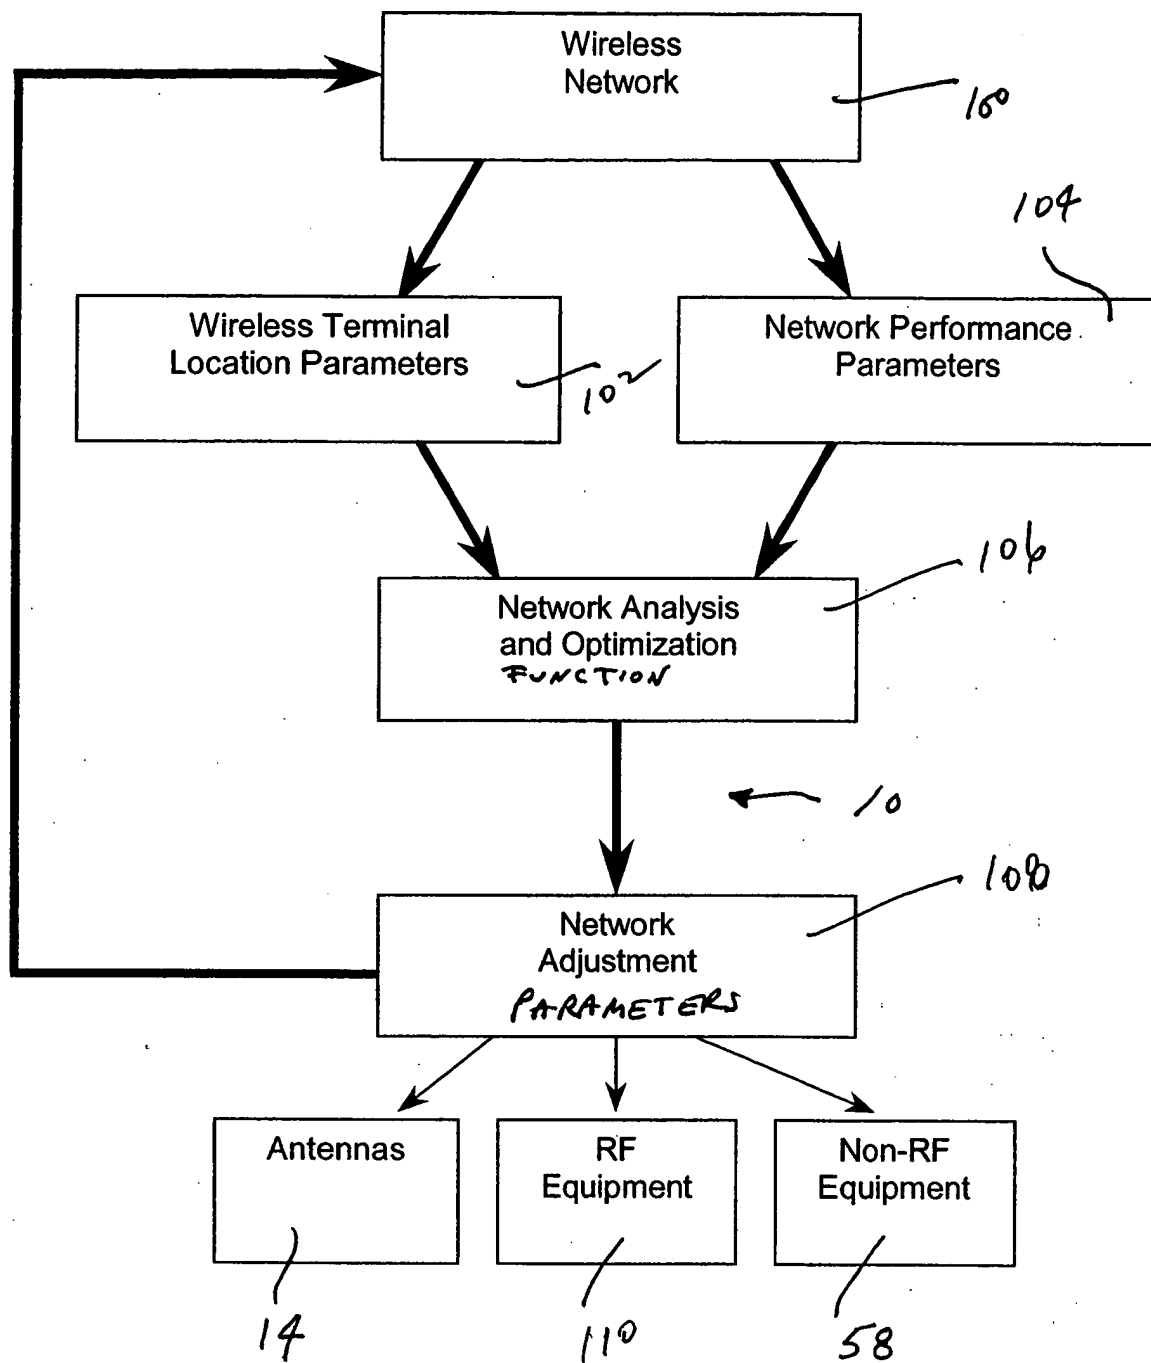 Wireless
Network
100
104
Wireless Terminal
Location Parameters
102
Network Performance
Parameters
106
Network Analysis
and Optimization
FUNCTION
10
108
Network
Adjustment
PARAMETERS
Antennas
RF
Equipment
Non-RF
Equipment
14
110
58